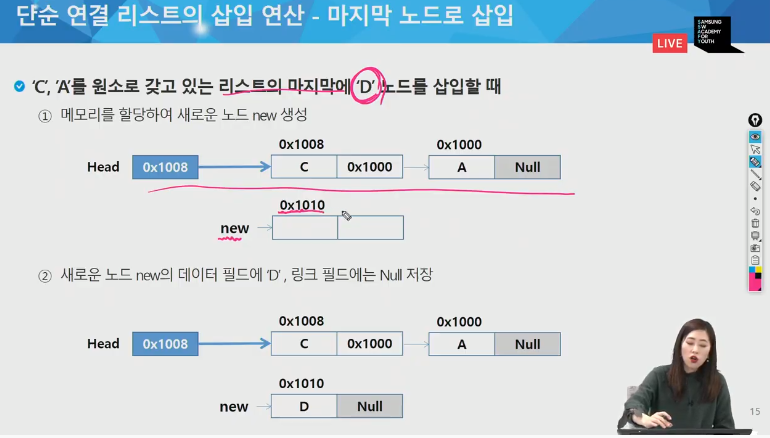 단순 연결 리스트의 삽입 연산 - 마지막 노드로 삽입
SAMSUNG
SW
ACADEMY
FOR
YOUTH
LIVE
‘C’, ‘A’를 원소로 갖고 있는 리스트의 마지막에 ‘D’ 노드를 삽입할 때
① 메모리를 할당하여 새로운 노드 new 생성
0x1008 0x1000
Head 0x1008 C 0x1000 A Null
0x1010
new
② 새로운 노드 new의 데이터 필드에 ‘D’ , 링크 필드에는 Null 저장
0x1008 0x1000
Head 0x1008 C 0x1000 A Null
0x1010
new D Null
15